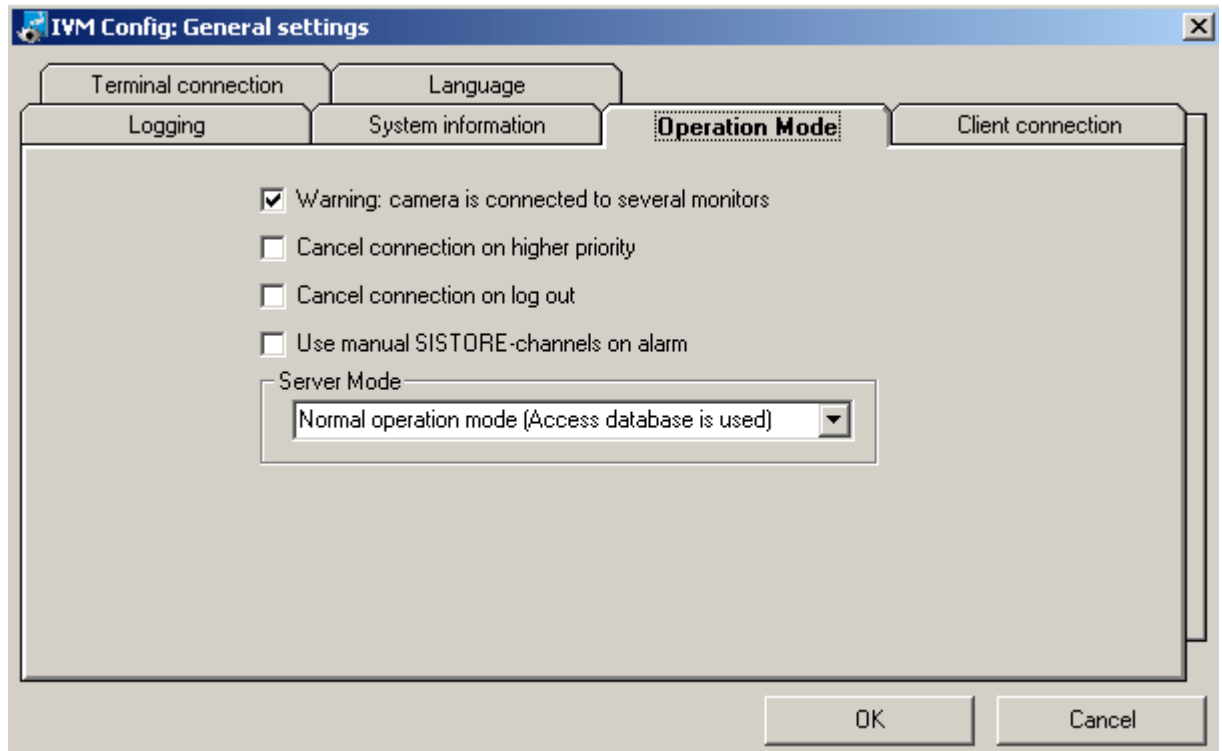 IVM Config: General settings
Terminal connection
Language
Logging
System information
Operation Mode
Client connection
Warning: camera is connected to several monitors
Cancel connection on higher priority
Cancel connection on log out
Use manual SISTORE-channels on alarm
Server Mode
Normal operation mode (Access database is used)
OK
Cancel